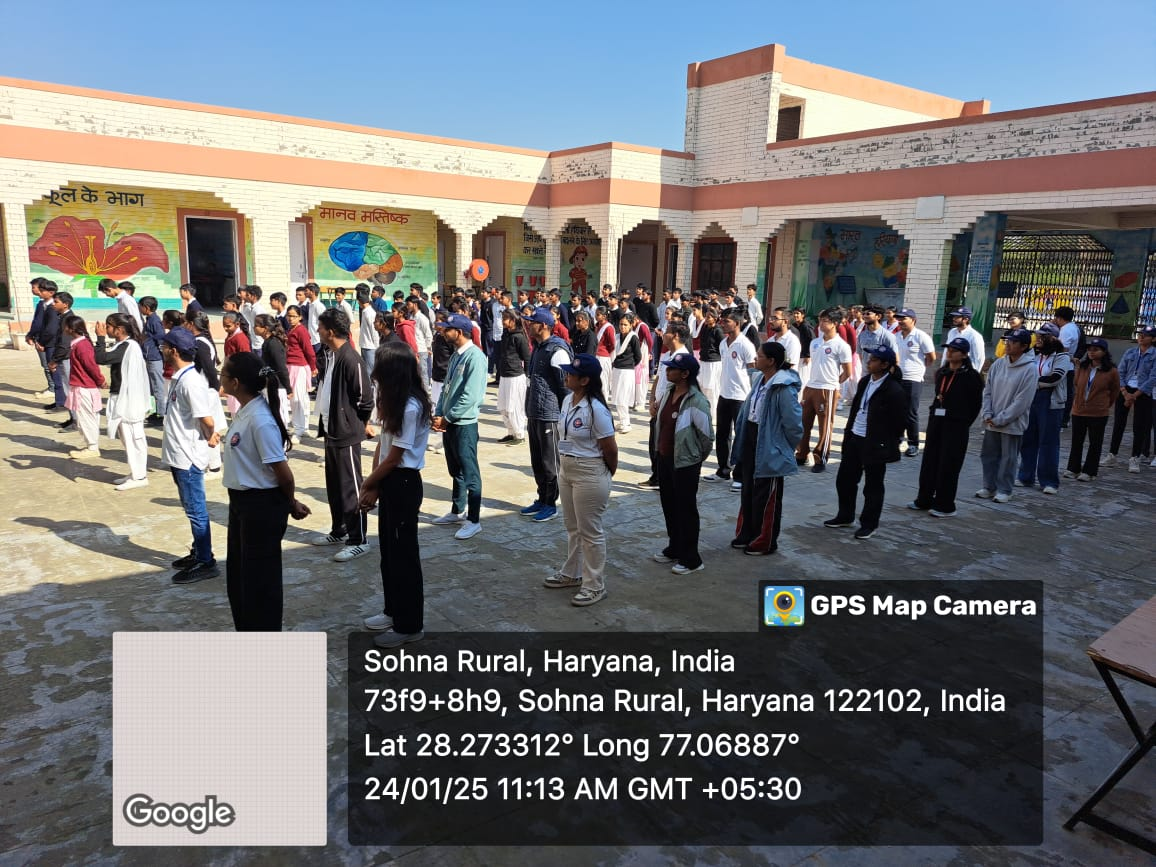 फूल के भाग
मानव मस्तिष्क
GPS Map Camera
Sohna Rural, Haryana, India
73f9+8h9, Sohna Rural, Haryana 122102, India
Lat 28.273312° Long 77.06887°
24/01/25 11:13 AM GMT +05:30
Google